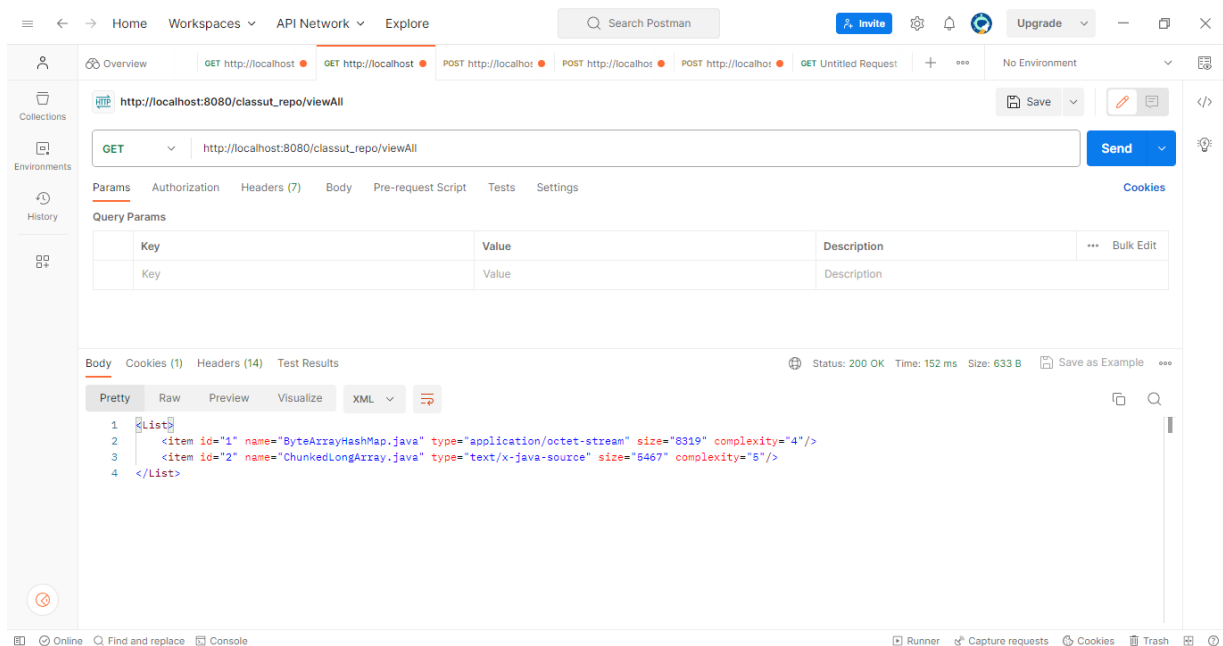 Home Workspaces API Network Explore Search Postman Invite Upgrade
Overview GET http://localhost GET http://localhost POST http://localhos POST http://localhos POST http://localhos GET Untitled Request No Environment
HTTP http://localhost:8080/classut_repo/viewAll Save
Collections
GET http://localhost:8080/classut_repo/viewAll Send
Environments
Params Authorization Headers (7) Body Pre-request Script Tests Settings Cookies
History
Query Params
Key Value Description Bulk Edit
Key Value Description
Body Cookies (1) Headers (14) Test Results Status: 200 OK Time: 152 ms Size: 633 B Save as Example
Pretty Raw Preview Visualize XML
1 <List>
2 <item id="1" name="ByteArrayHashMap.java" type="application/octet-stream" size="8319" complexity="4"/>
3 <item id="2" name="ChunkedLongArray.java" type="text/x-java-source" size="5467" complexity="5"/>
4 </List>
Online Find and replace Console Runner Capture requests Cookies Trash